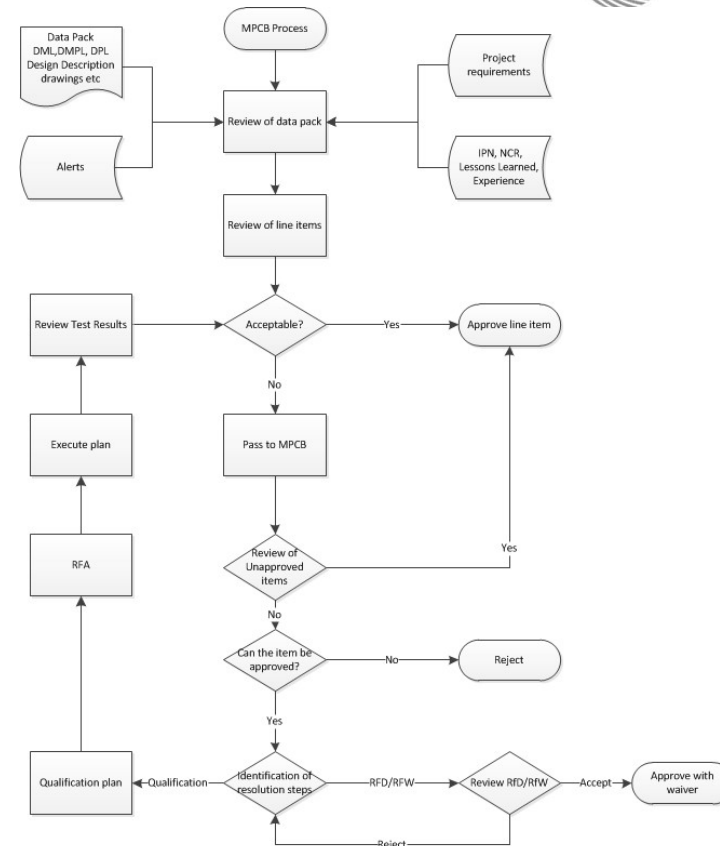 MPCB Process
Data Pack
DML,DMPL, DPL
Design Description
drawings etc
Project
requirements
Review of data pack
Alerts
IPN, NCR,
Lessons Learned,
Experience
Review of line items
Review Test Results
Acceptable?
Yes
Approve line item
No
Execute plan
Pass to MPCB
RFA
Review of
Unapproved
items
Yes
No
Can the item be
approved?
No
Reject
Yes
Qualification plan
Qualification
Identification of
resolution steps
RFD/RFW
Review RfD/RfW
Accept
Approve with
waiver
Reject